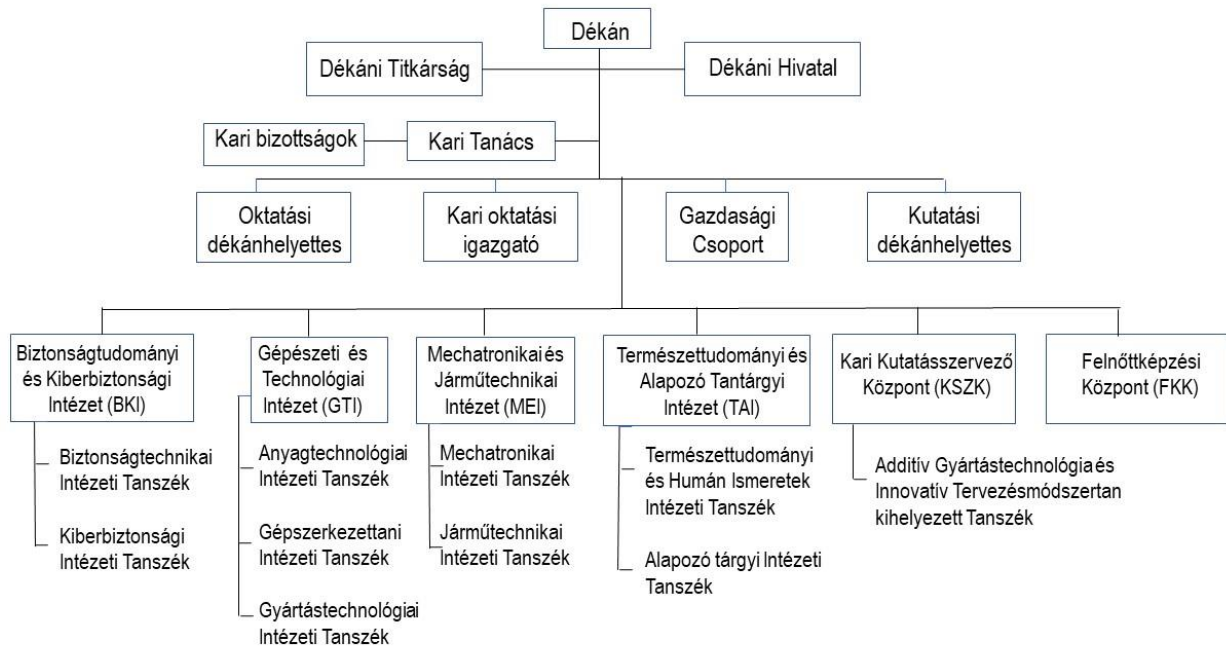 Dékán
Dékáni Titkárság
Dékáni Hivatal
Kari bizottságok
Kari Tanács
Oktatási
dékánhelyettes
Kari oktatási
igazgató
Gazdasági
Csoport
Kutatási
dékánhelyettes
Biztonságtudományi
és Kiberbiztonsági
Intézet (BKI)
Biztonságtechnikai
Intézeti Tanszék
Kiberbiztonsági
Intézeti Tanszék
Gépészeti és
Technológiai
Intézet (GTI)
Anyagtechnológiai
Intézeti Tanszék
Gépszerkezettani
Intézeti Tanszék
Gyártástechnológiai
Intézeti Tanszék
Mechatronikai és
Járműtechnikai
Intézet (MEI)
Mechatronikai
Intézeti Tanszék
Járműtechnikai
Intézeti Tanszék
Természettudományi és
Alapozó Tantárgyi
Intézet (TAI)
Természettudományi
és Humán Ismeretek
Intézeti Tanszék
Alapozó tárgyi Intézeti
Tanszék
Kari Kutatásszervező
Központ (KSZK)
Additív Gyártástechnológia és
Innovatív Tervezésmódszertan
kihelyezett Tanszék
Felnőttképzési
Központ (FKK)